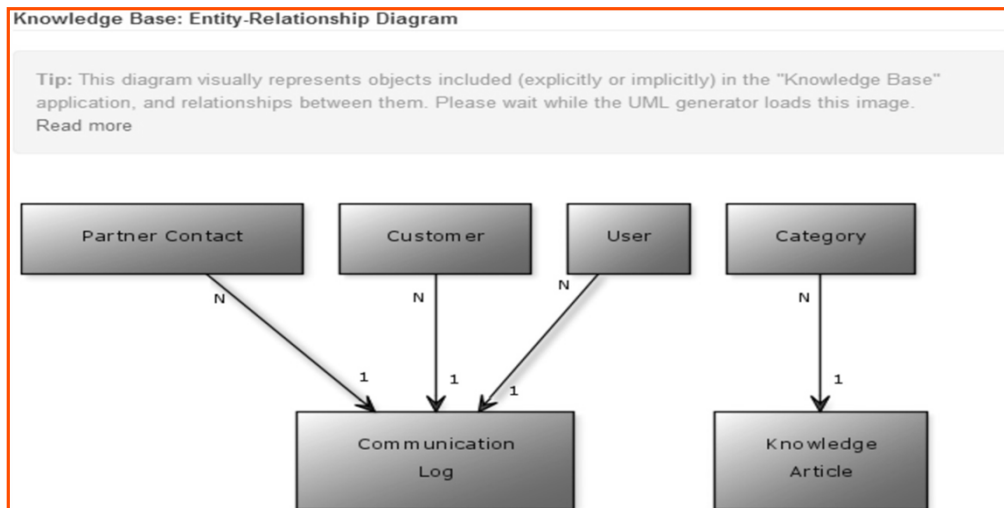 Knowledge Base: Entity-Relationship Diagram
Tip: This diagram visually represents objects included (explicitly or implicitly) in the "Knowledge Base"
application, and relationships between them. Please wait while the UML generator loads this image.
Read more
Partner Contact
Customer
User
Category
N
N
N
N
1
1
1
1
Communication
Log
Knowledge
Article